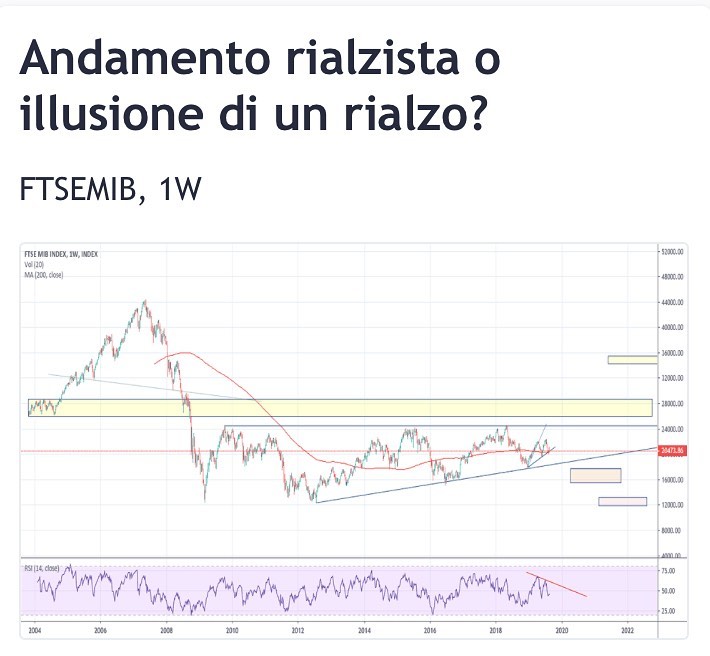 Andamento rialzista o
illusione di un rialzo?
FTSEMIB, 1W
FTSE MIB INDEX, 1W, INDEX
Vol (20)
MA (200, close)
52000.00
48000.00
44000.00
40000.00
36000.00
32000.00
28000.00
24000.00
20473.86
16000.00
12000.00
8000.00
4000.00
RSI (14, close)
75.00
50.00
25.00
2004 2006 2008 2010 2012 2014 2016 2018 2020 2022